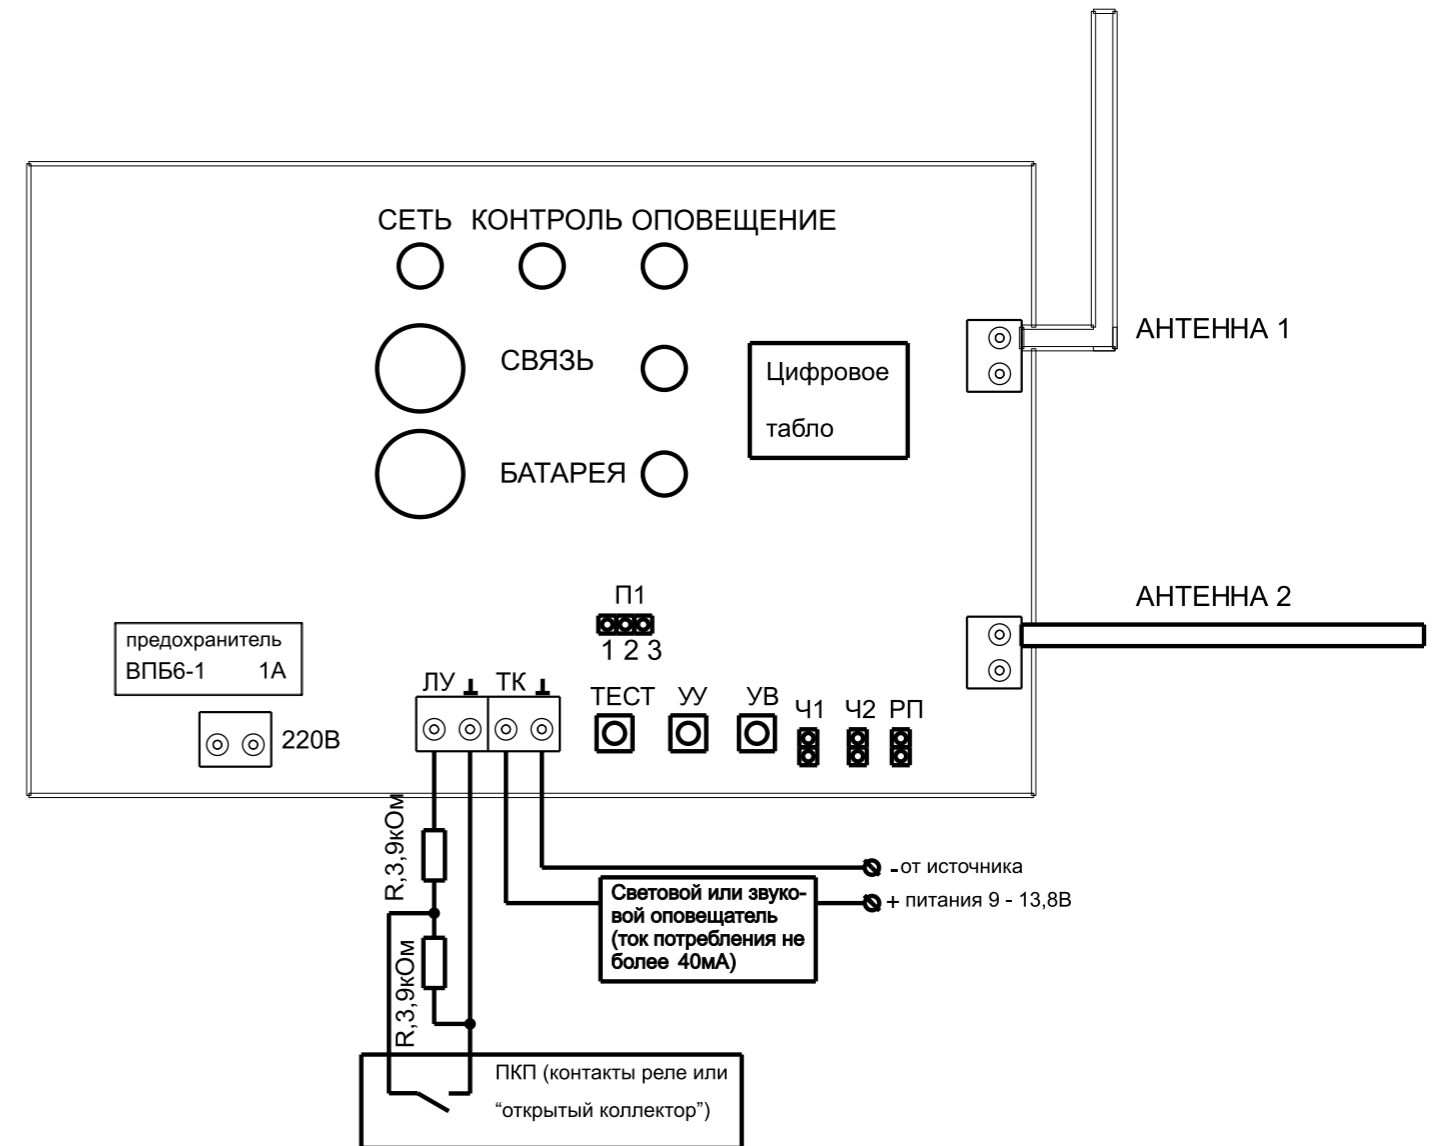 СЕТЬ КОНТРОЛЬ ОПОВЕЩЕНИЕ
АНТЕННА 1
СВЯЗЬ
Цифровое
табло
БАТАРЕЯ
АНТЕННА 2
П1
1 2 3
предохранитель
ВПБ6-1 1А
220В
ЛУ ⊥ ТК ⊥
ТЕСТ УУ УВ Ч1 Ч2 РП
R,3,9кОм
R,3,9кОм
- от источника
+ питания 9 - 13,8В
Световой или звуко-
вой оповещатель
(ток потребления не
более 40мА)
ПКП (контакты реле или
“открытый коллектор”)